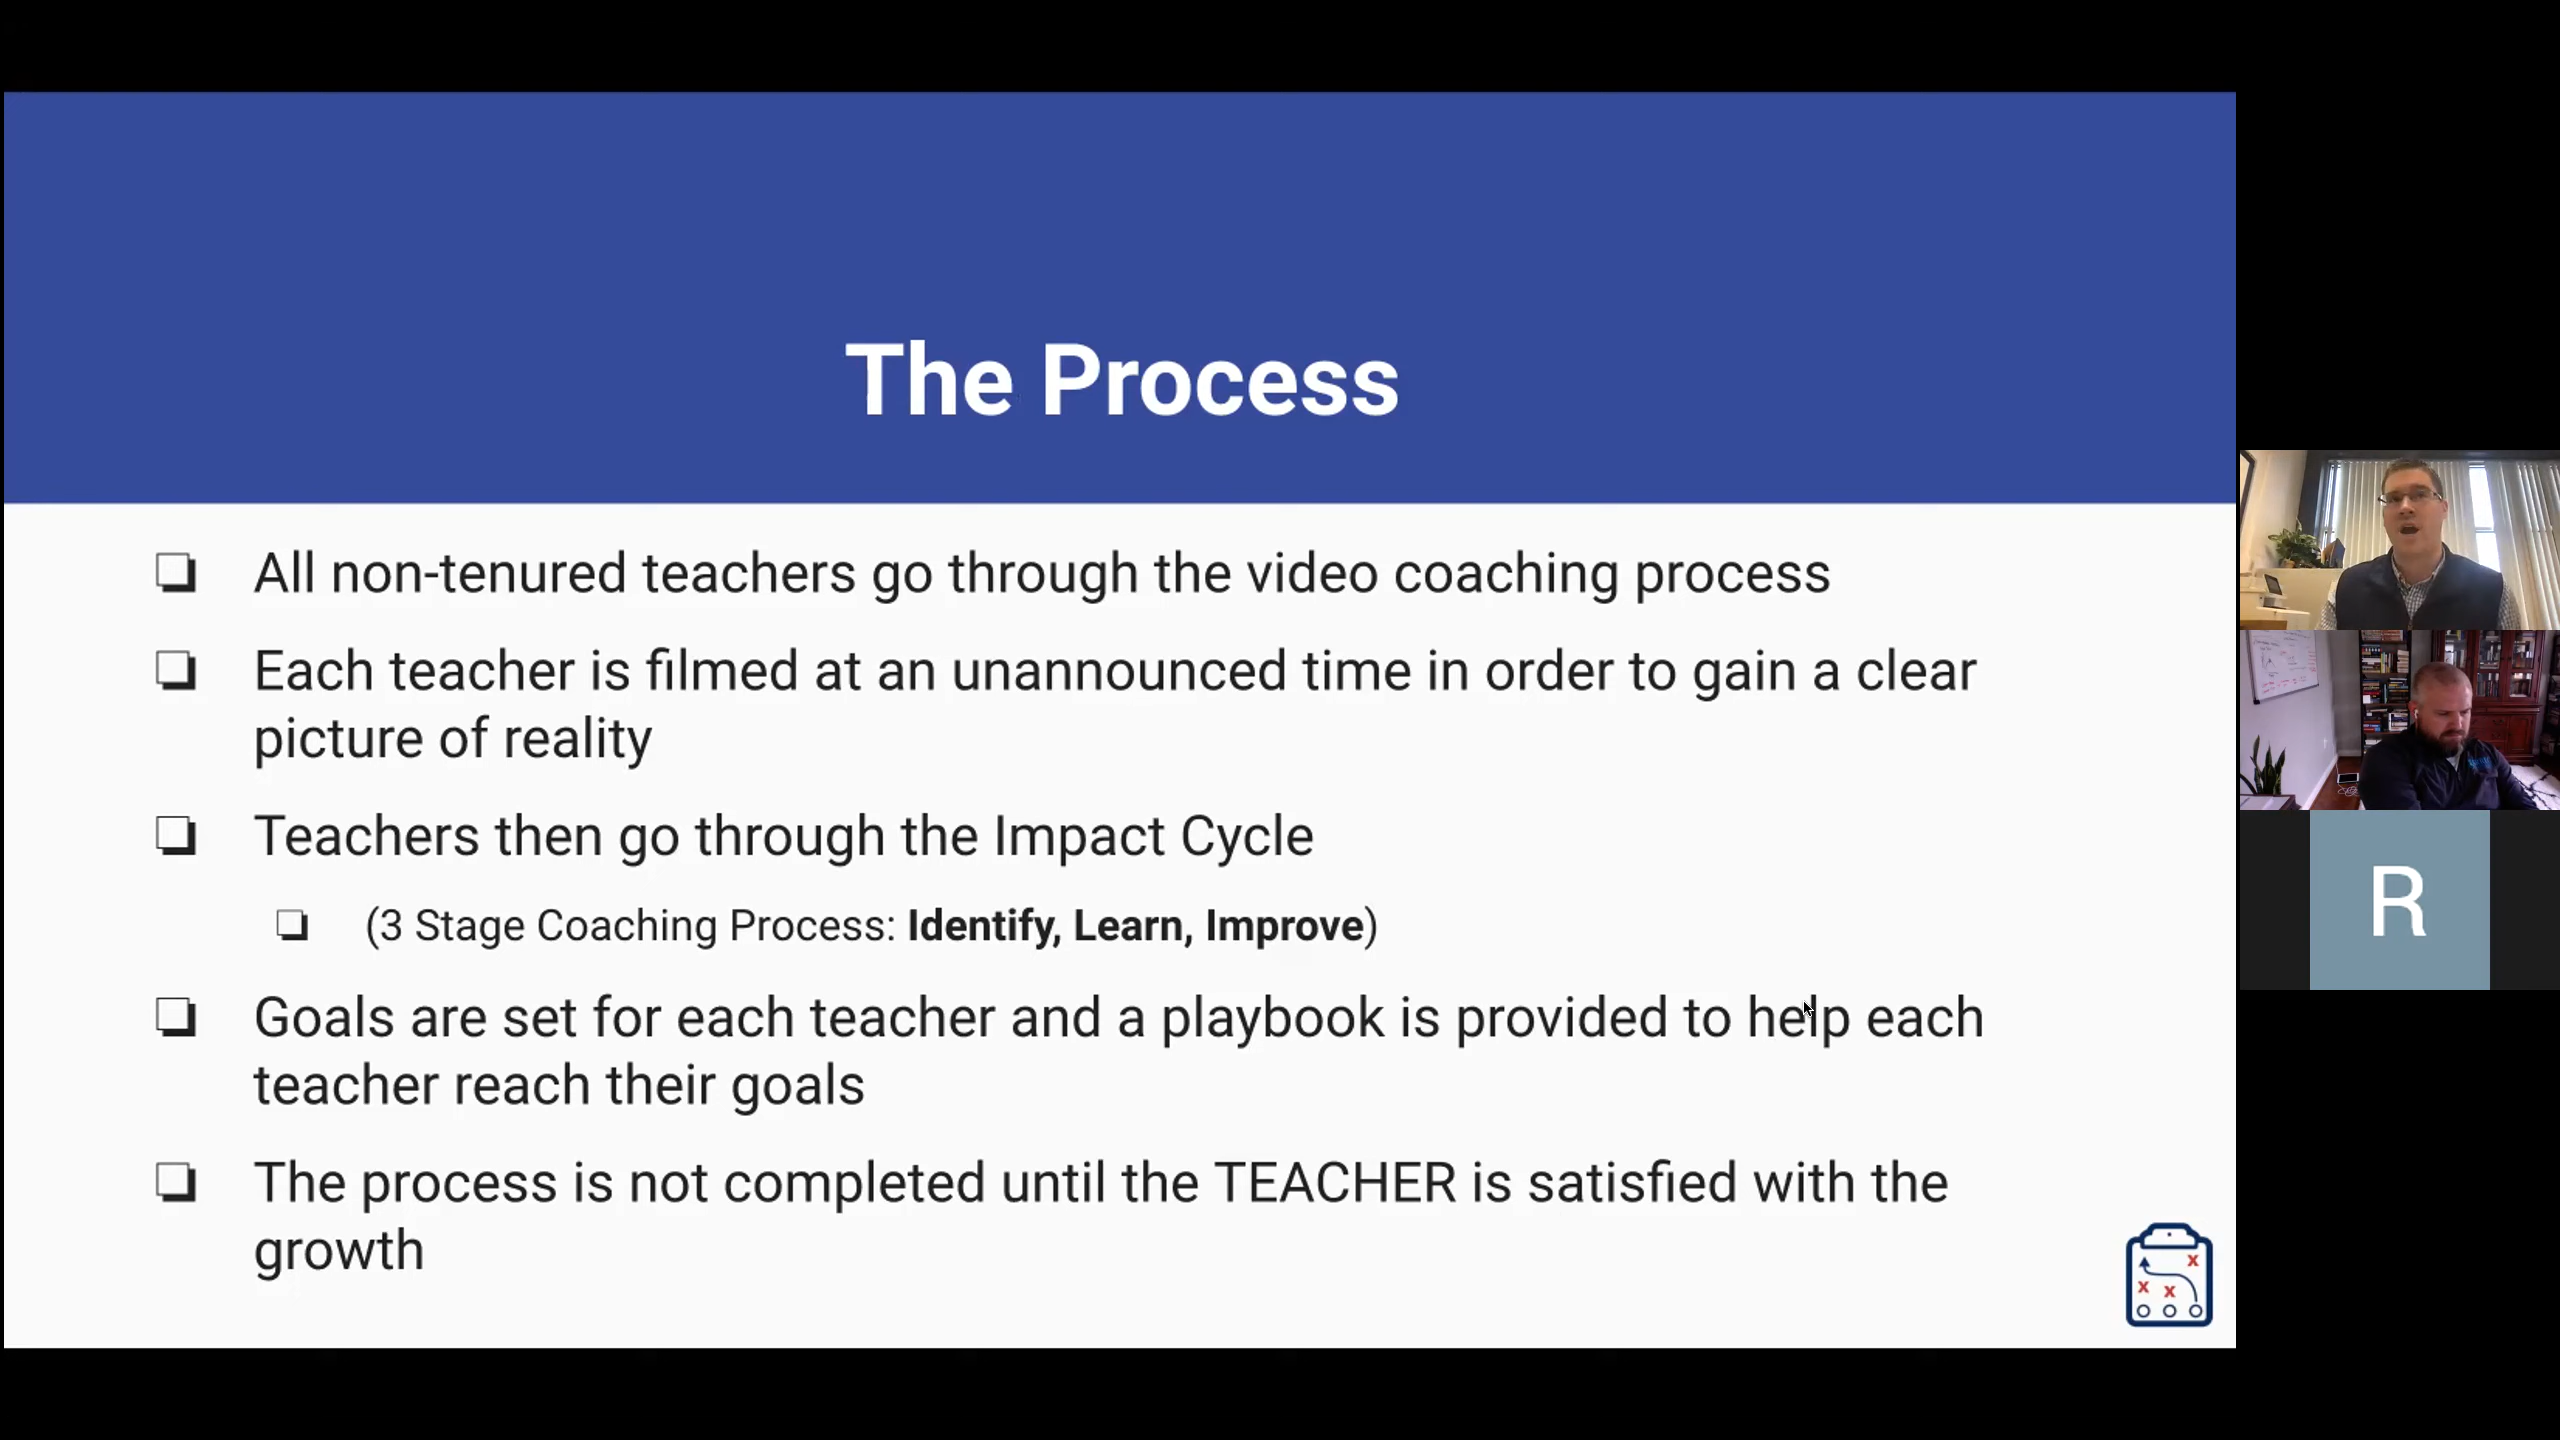 The Process
All non-tenured teachers go through the video coaching process
Each teacher is filmed at an unannounced time in order to gain a clear
picture of reality
Teachers then go through the Impact Cycle
(3 Stage Coaching Process: Identify, Learn, Improve)
Goals are set for each teacher and a playbook is provided to help each
teacher reach their goals
The process is not completed until the TEACHER is satisfied with the
growth
x
x x
R